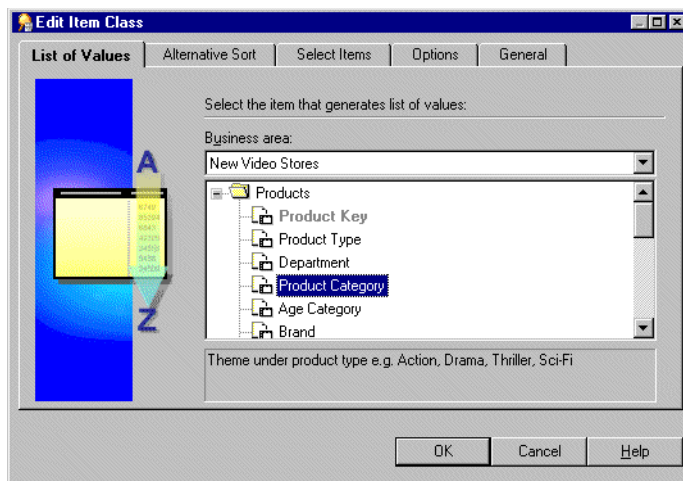 Edit Item Class
List of Values Alternative Sort Select Items Options General
Select the item that generates list of values:
Business area:
New Video Stores
Products
Product Key
Product Type
Department
Product Category
Age Category
Brand
A
Z
Theme under product type e.g. Action, Drama, Thriller, Sci-Fi
OK Cancel Help